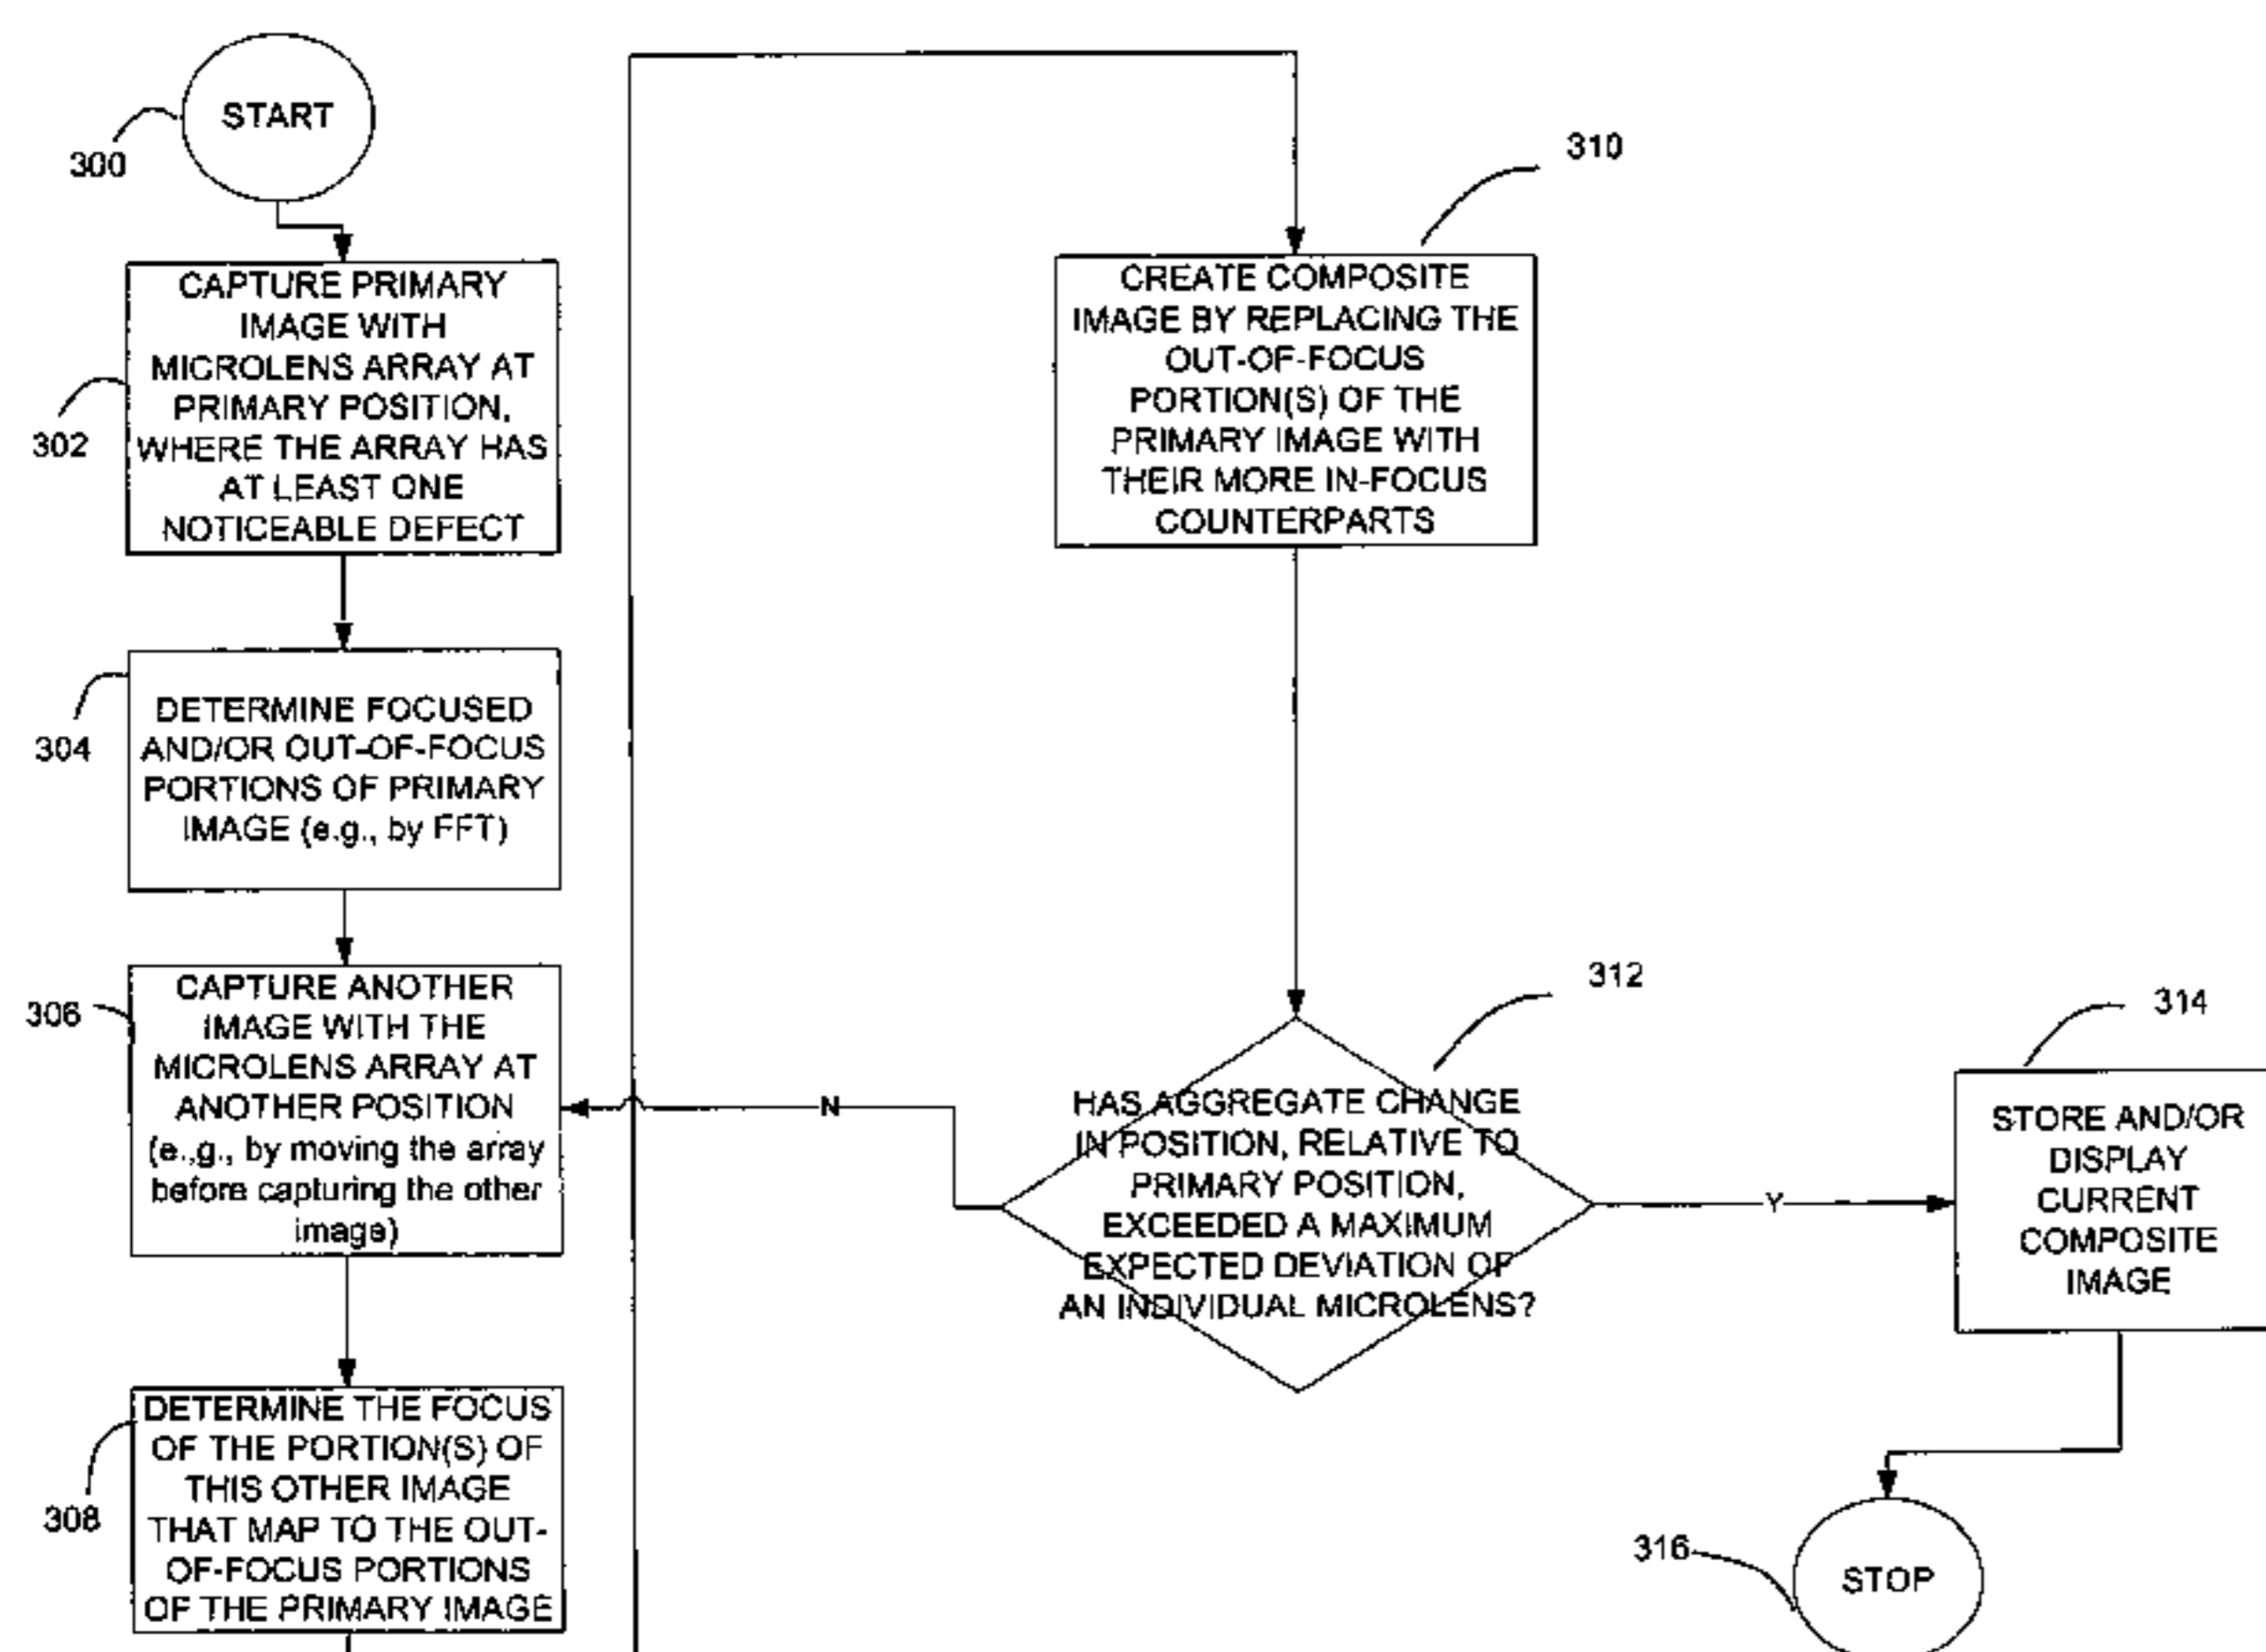 START
300
CAPTURE PRIMARY
IMAGE WITH
MICROLENS ARRAY AT
PRIMARY POSITION,
WHERE THE ARRAY HAS
AT LEAST ONE
NOTICEABLE DEFECT
302
DETERMINE FOCUSED
AND/OR OUT-OF-FOCUS
PORTIONS OF PRIMARY
IMAGE (e.g., by FFT)
304
CAPTURE ANOTHER
IMAGE WITH THE
MICROLENS ARRAY AT
ANOTHER POSITION
(e.,g., by moving the array
before capturing the other
image)
306
DETERMINE THE FOCUS
OF THE PORTION(S) OF
THIS OTHER IMAGE
THAT MAP TO THE OUT-
OF-FOCUS PORTIONS
OF THE PRIMARY IMAGE
308
310
CREATE COMPOSITE
IMAGE BY REPLACING THE
OUT-OF-FOCUS
PORTION(S) OF THE
PRIMARY IMAGE WITH
THEIR MORE IN-FOCUS
COUNTERPARTS
312
HAS AGGREGATE CHANGE
IN POSITION, RELATIVE TO
PRIMARY POSITION,
EXCEEDED A MAXIMUM
EXPECTED DEVIATION OF
AN INDIVIDUAL MICROLENS?
N
Y
314
STORE AND/OR
DISPLAY
CURRENT
COMPOSITE
IMAGE
316
STOP